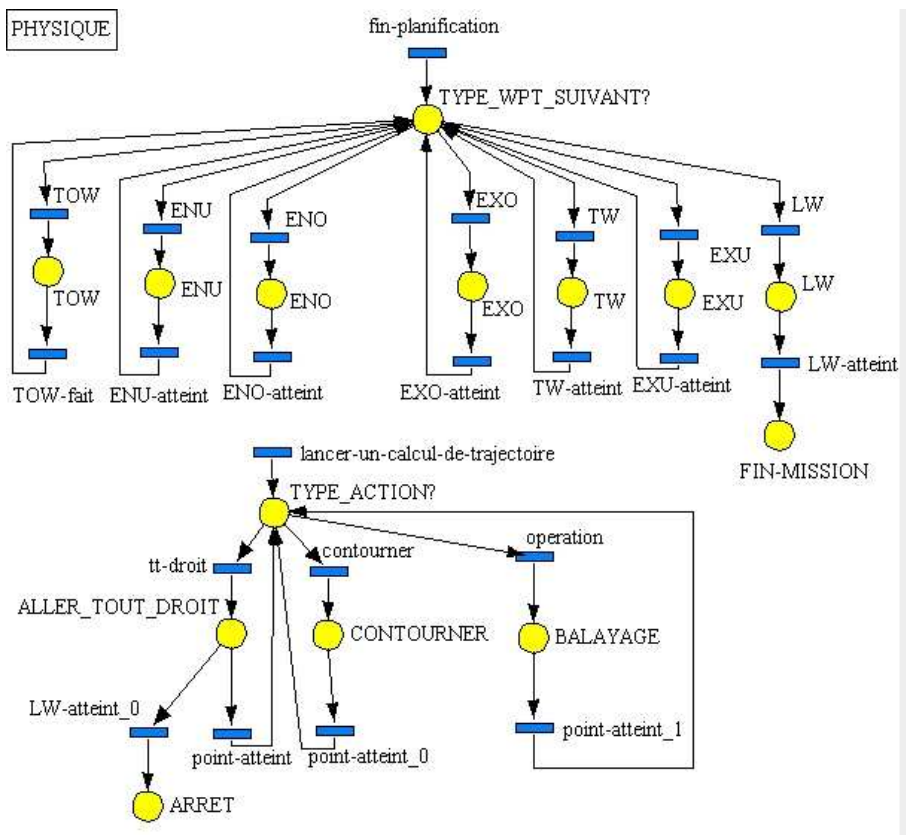 PHYSIQUE
fin-planification
TYPE_WPT_SUIVANT?
TOW
ENU
ENO
EXO
TW
EXU
LW
TOW
ENU
ENO
EXO
TW
EXU
LW
TOW-fait
ENU-atteint
ENO-atteint
EXO-atteint
TW-atteint
EXU-atteint
LW-atteint
FIN-MISSION
lancer-un-calcul-de-trajectoire
TYPE_ACTION?
tt-droit
contourner
operation
ALLER_TOUT_DROIT
CONTOURNER
BALAYAGE
LW-atteint_0
point-atteint
point-atteint_0
point-atteint_1
ARRET